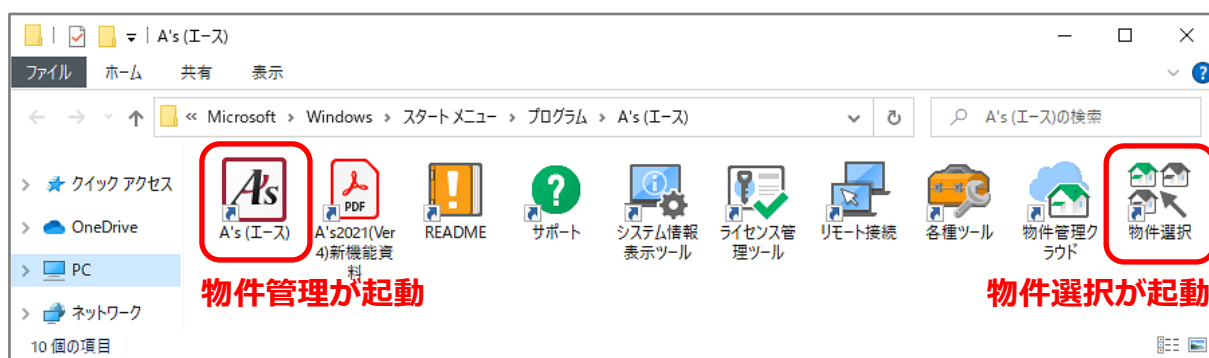 A's (エース)
ファイル ホーム 共有 表示
« Microsoft › Windows › スタート メニュー › プログラム › A's (エース)
A's (エース)の検索
クイック アクセス
OneDrive
PC
ネットワーク
A's
A's (エース)
PDF
A's2021(Ver
4)新機能資
料
README
?
サポート
システム情報
表示ツール
ライセンス管
理ツール
リモート接続
各種ツール
物件管理ク
ラウド
物件選択
物件管理が起動
物件選択が起動
10 個の項目